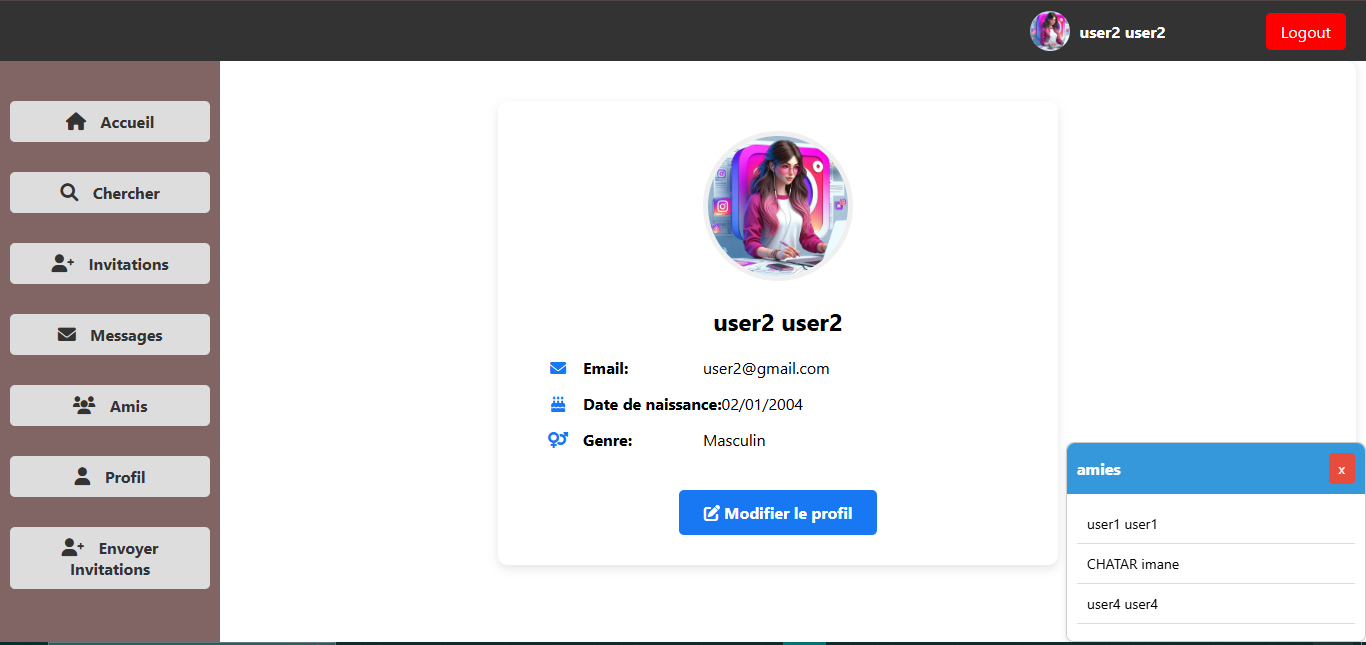 user2 user2
Logout
Accueil
Chercher
Invitations
Messages
Amis
Profil
Envoyer
Invitations
user2 user2
Email: user2@gmail.com
Date de naissance:02/01/2004
Genre: Masculin
Modifier le profil
amies
x
user1 user1
CHATAR imane
user4 user4